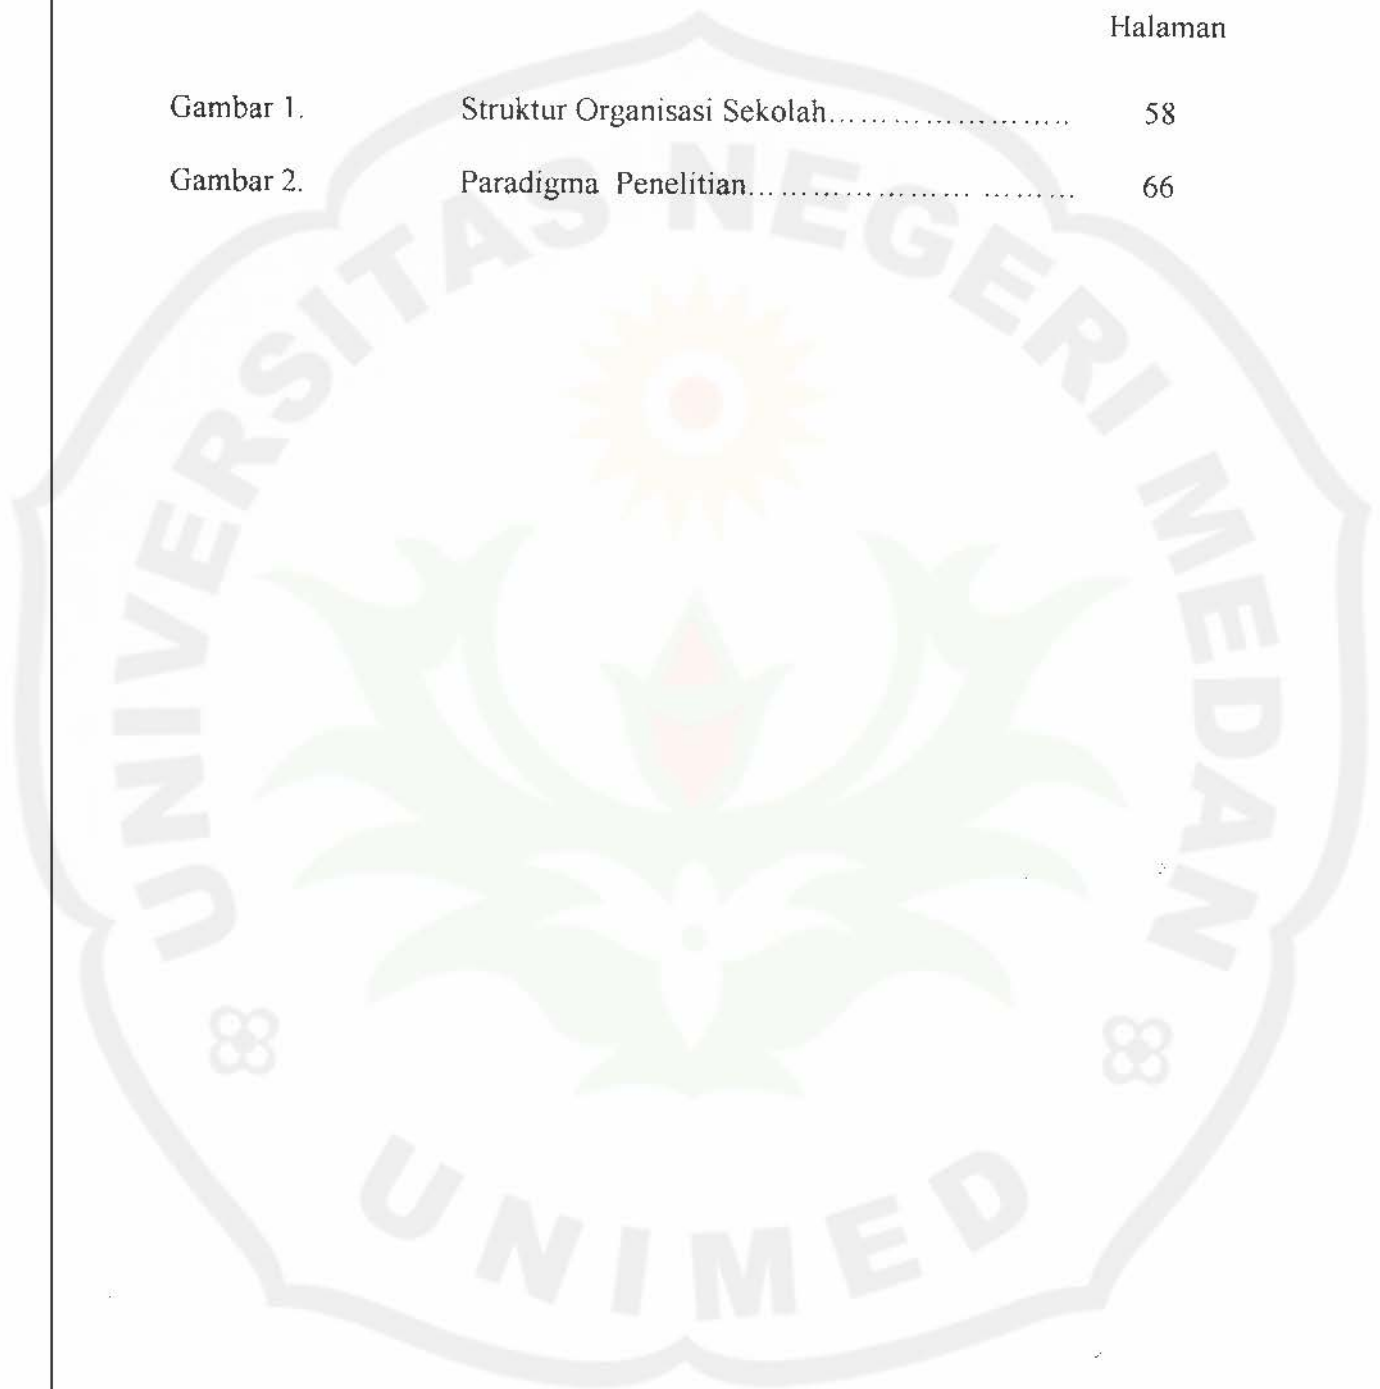 Halaman
Gambar 1. Struktur Organisasi Sekolah........................ 58
Gambar 2. Paradigma Penelitian...................... ......... 66
UNIVERSITAS NEGERI MEDAN
UNIMED